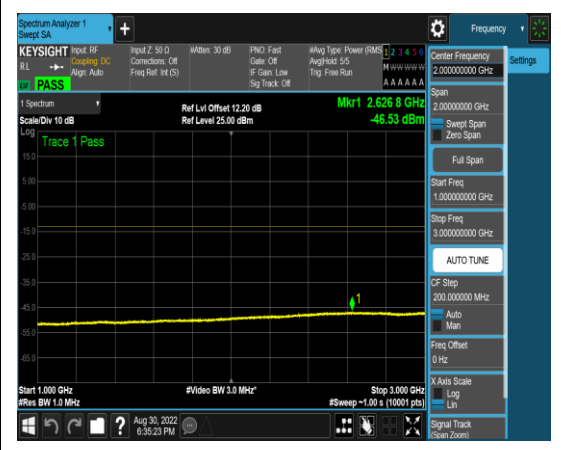 Spectrum Analyzer 1
Swept SA
+
Frequency
KEYSIGHT
RL
LXI
PASS
Input: RF
Coupling: DC
Align: Auto
Input Z: 50 Ω
Corrections: Off
Freq Ref: Int (S)
#Atten: 30 dB
PNO: Fast
Gate: Off
IF Gain: Low
Sig Track: Off
#Avg Type: Power (RMS
Avg|Hold: 5/5
Trig: Free Run
1 2 3 4 5 6
M W W W W W
A A A A A A
1 Spectrum
Scale/Div 10 dB
Ref Lvl Offset 12.20 dB
Ref Level 25.00 dBm
Mkr1 2.626 8 GHz
-46.53 dBm
Log
Trace 1 Pass
15.0
5.00
-5.00
-15.0
-25.0
-35.0
-45.0
-55.0
-65.0
1
Start 1.000 GHz
#Res BW 1.0 MHz
#Video BW 3.0 MHz*
Stop 3.000 GHz
#Sweep ~1.00 s (10001 pts)
?
Aug 30, 2022
6:35:23 PM
Center Frequency
2.000000000 GHz
Settings
Span
2.00000000 GHz
Swept Span
Zero Span
Full Span
Start Freq
1.000000000 GHz
Stop Freq
3.000000000 GHz
AUTO TUNE
CF Step
200.000000 MHz
Auto
Man
Freq Offset
0 Hz
X Axis Scale
Log
Lin
Signal Track
(Span Zoom)